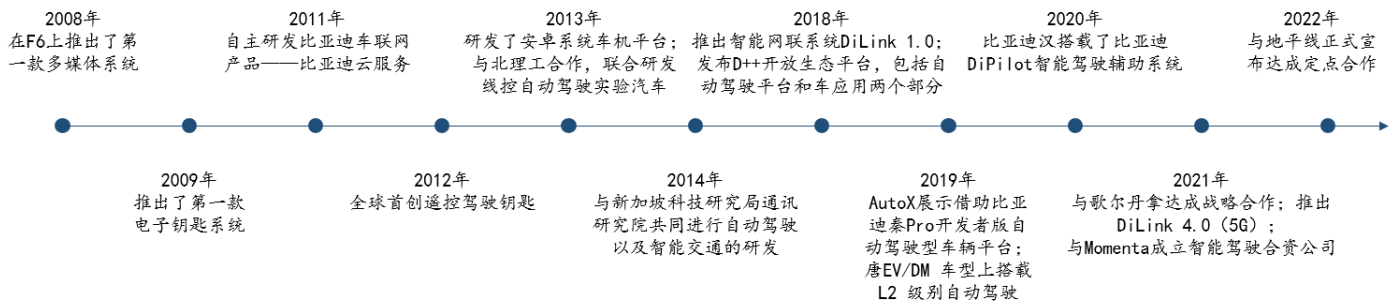 2008年
在F6上推出了第
一款多媒体系统
2009年
推出了第一款
电子钥匙系统
2011年
自主研发比亚迪车联网
产品——比亚迪云服务
2012年
全球首创遥控驾驶钥匙
2013年
研发了安卓系统车机平台;
与北理工合作, 联合研发
线控自动驾驶实验汽车
2014年
与新加坡科技研究局通讯
研究院共同进行自动驾驶
以及智能交通的研发
2018年
推出智能网联系统DiLink 1.0;
发布D++开放生态平台, 包括自
动驾驶平台和车应用两个部分
2019年
AutoX展示借助比亚
迪秦Pro开发者版自
动驾驶型车辆平台;
唐EV/DM 车型上搭载
L2 级别自动驾驶
2020年
比亚迪汉搭载了比亚迪
DiPilot智能驾驶辅助系统
2021年
与歌尔丹拿达成战略合作; 推出
DiLink 4.0（5G）;
与Momenta成立智能驾驶合资公司
2022年
与地平线正式宣
布达成定点合作